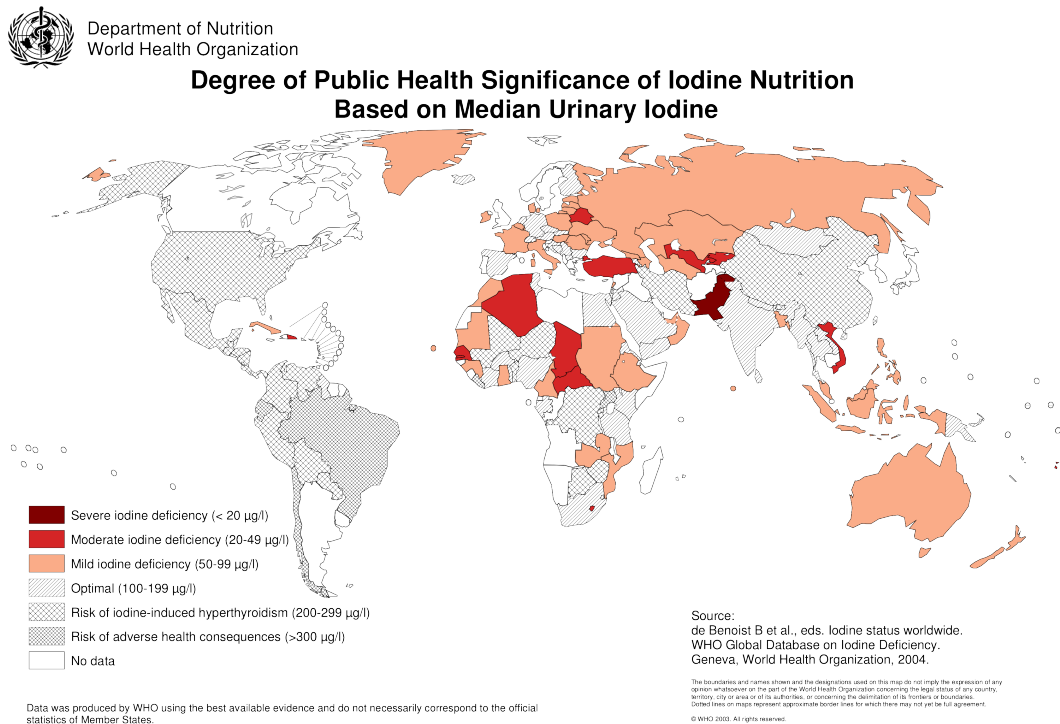 Department of Nutrition
World Health Organization
Degree of Public Health Significance of Iodine Nutrition
Based on Median Urinary Iodine
Severe iodine deficiency (< 20 µg/l)
Moderate iodine deficiency (20-49 µg/l)
Mild iodine deficiency (50-99 µg/l)
Optimal (100-199 µg/l)
Risk of iodine-induced hyperthyroidism (200-299 µg/l)
Risk of adverse health consequences (>300 µg/l)
No data
Source:
de Benoist B et al., eds. Iodine status worldwide.
WHO Global Database on Iodine Deficiency.
Geneva, World Health Organization, 2004.
The boundaries and names shown and the designations used on this map do not imply the expression of any
opinion whatsoever on the part of the World Health Organization concerning the legal status of any country,
territory, city or area or of its authorities, or concerning the delimitation of its frontiers or boundaries.
Dotted lines on maps represent approximate border lines for which there may not yet be full agreement.
© WHO 2003. All rights reserved.
Data was produced by WHO using the best available evidence and do not necessarily correspond to the official
statistics of Member States.